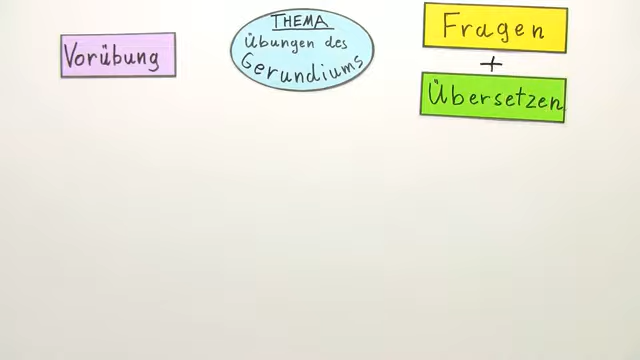 Vorübung
THEMA
Übungen des
Gerundiums
Fragen
+
Übersetzen